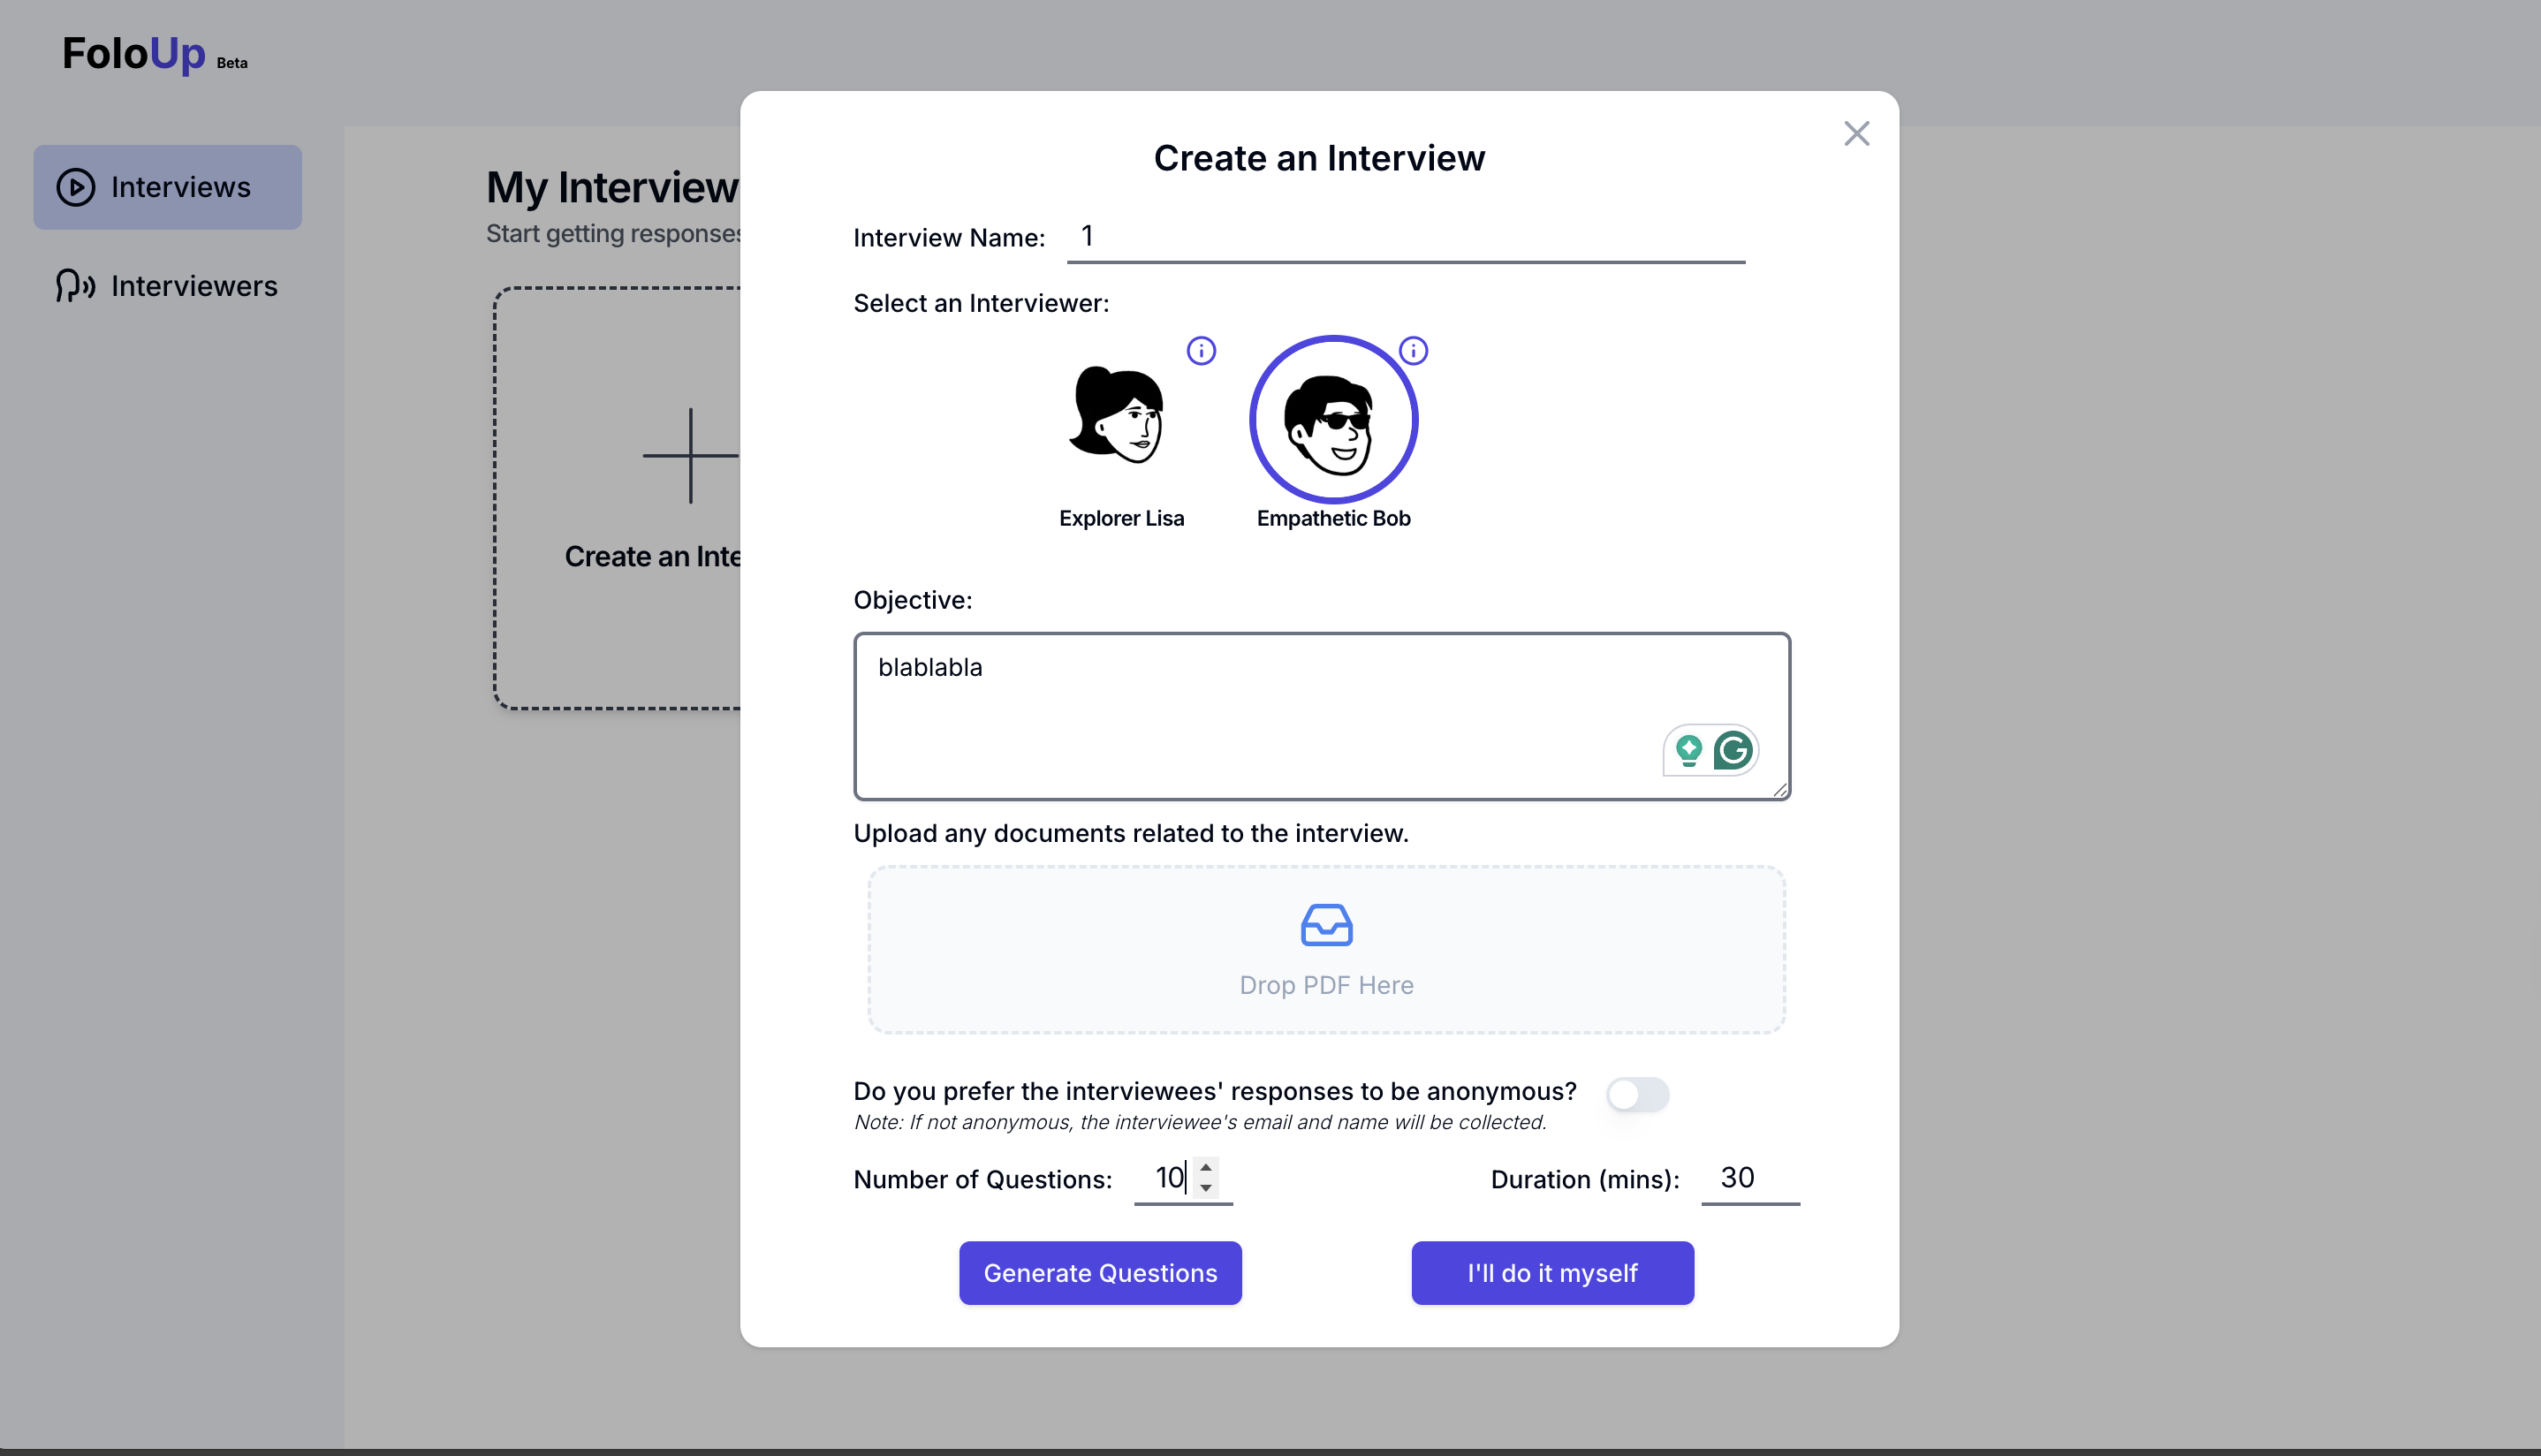 FoloUp Beta
Interviews
Interviewers
My Interview
Start getting responses
Create an Inte
Create an Interview
Interview Name: 1
Select an Interviewer:
Explorer Lisa
Empathetic Bob
Objective:
blablabla
Upload any documents related to the interview.
Drop PDF Here
Do you prefer the interviewees' responses to be anonymous?
Note: If not anonymous, the interviewee's email and name will be collected.
Number of Questions: 10
Duration (mins): 30
Generate Questions
I'll do it myself